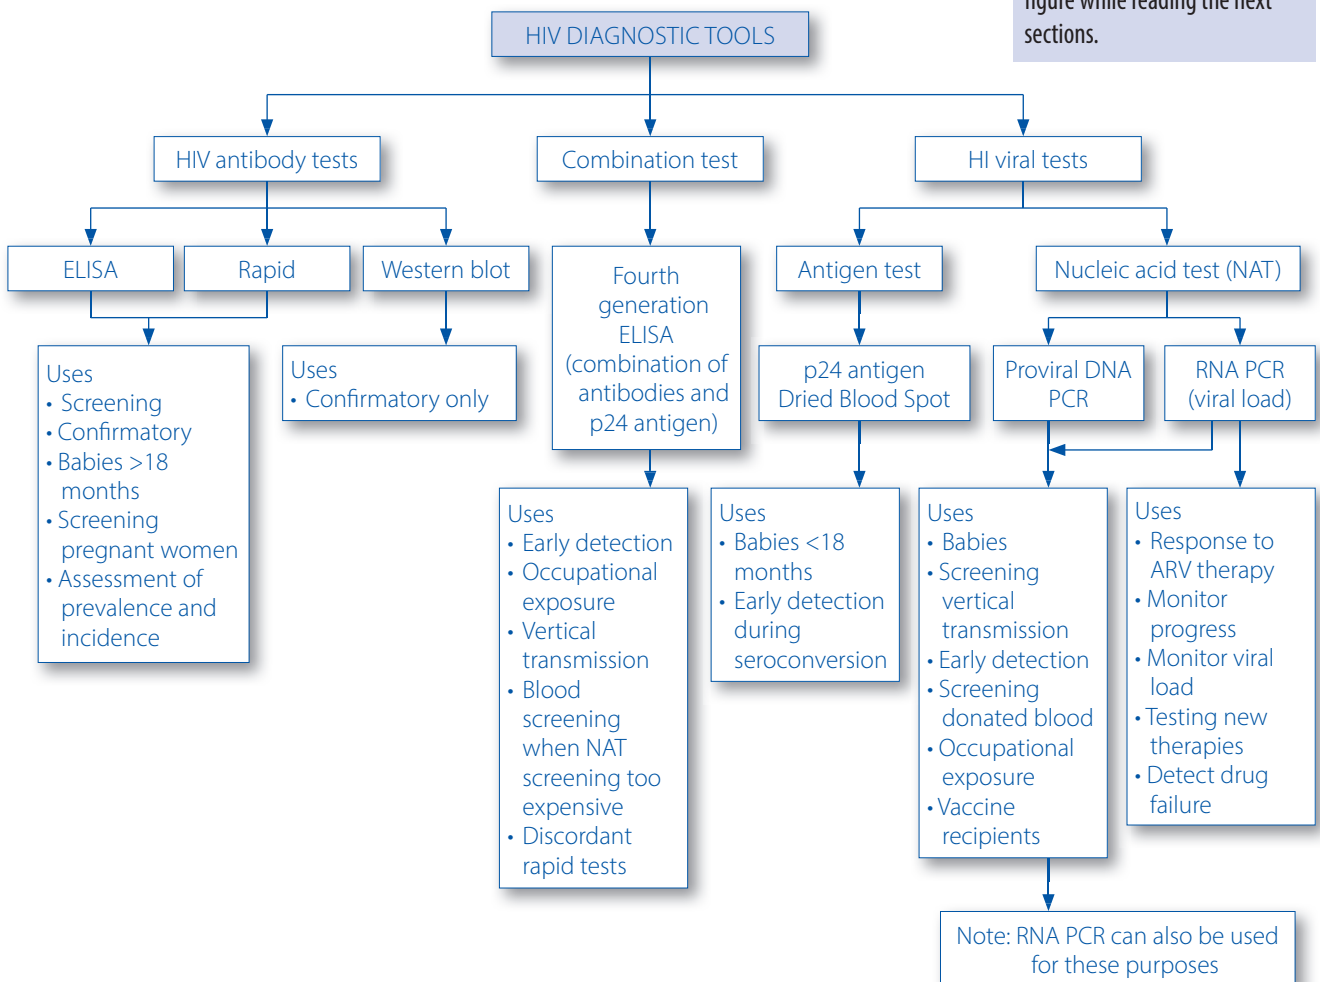 figure while reading the next
sections.
HIV DIAGNOSTIC TOOLS
HIV antibody tests
Combination test
HI viral tests
ELISA
Rapid
Western blot
Fourth
generation
ELISA
(combination of
antibodies and
p24 antigen)
Antigen test
Nucleic acid test (NAT)
Uses
• Screening
• Confirmatory
• Babies >18
months
• Screening
pregnant women
• Assessment of
prevalence and
incidence
Uses
• Confirmatory only
p24 antigen
Dried Blood Spot
Proviral DNA
PCR
RNA PCR
(viral load)
Uses
• Early detection
• Occupational
exposure
• Vertical
transmission
• Blood
screening
when NAT
screening too
expensive
• Discordant
rapid tests
Uses
• Babies <18
months
• Early detection
during
seroconversion
Uses
• Babies
• Screening
vertical
transmission
• Early detection
• Screening
donated blood
• Occupational
exposure
• Vaccine
recipients
Uses
• Response to
ARV therapy
• Monitor
progress
• Monitor viral
load
• Testing new
therapies
• Detect drug
failure
Note: RNA PCR can also be used
for these purposes